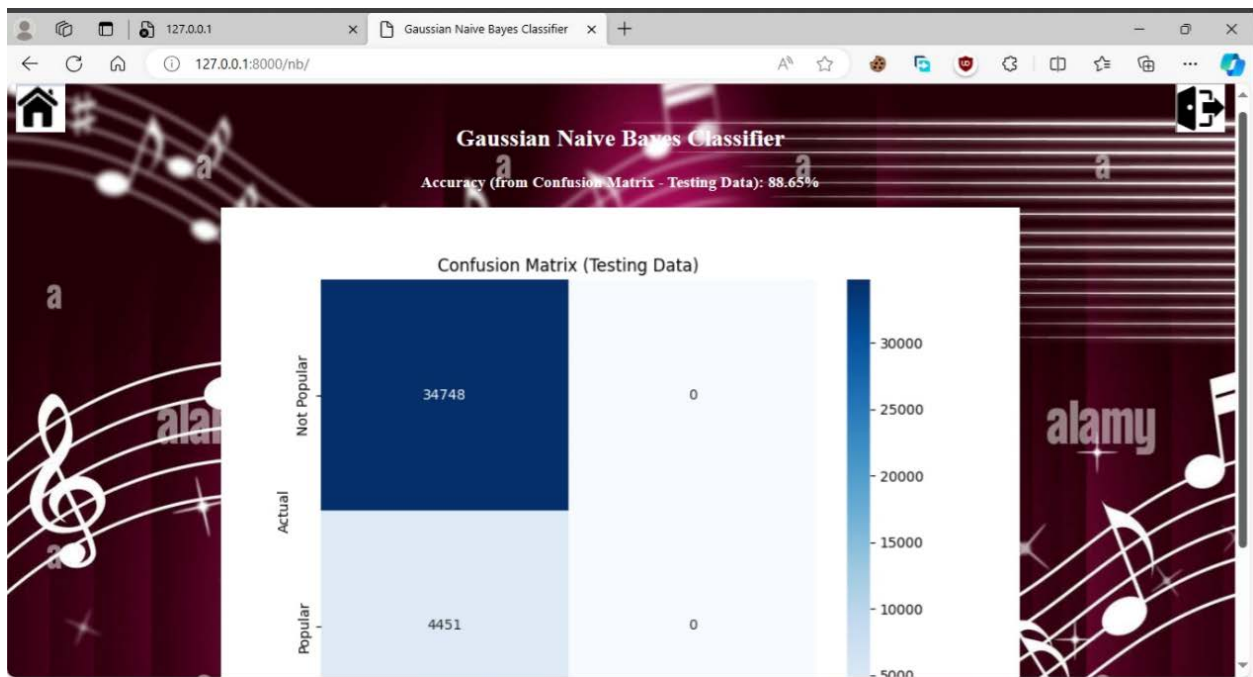 127.0.0.1
Gaussian Naive Bayes Classifier
127.0.0.1:8000/nb/
Gaussian Naive Bayes Classifier
Accuracy (from Confusion Matrix - Testing Data): 88.65%
Confusion Matrix (Testing Data)
Actual
Not Popular
34748
0
Popular
4451
0
30000
25000
20000
15000
10000
5000
a
a
a
a
a
a
alamy